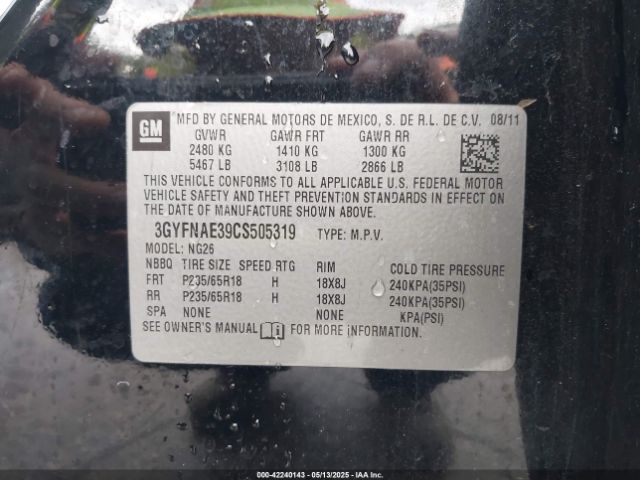 GM
MFD BY GENERAL MOTORS DE MEXICO, S. DE R.L. DE C.V. 08/11
GVWR GAWR FRT GAWR RR
2480 KG 1410 KG 1300 KG
5467 LB 3108 LB 2866 LB
THIS VEHICLE CONFORMS TO ALL APPLICABLE U.S. FEDERAL MOTOR
VEHICLE SAFETY AND THEFT PREVENTION STANDARDS IN EFFECT ON
THE DATE OF MANUFACTURE SHOWN ABOVE.
3GYFNAE39CS505319 TYPE: M.P.V.
MODEL: NG26
NBBQ TIRE SIZE SPEED RTG RIM COLD TIRE PRESSURE
FRT P235/65R18 H 18X8J 240KPA(35PSI)
RR P235/65R18 H 18X8J 240KPA(35PSI)
SPA NONE NONE KPA(PSI)
SEE OWNER'S MANUAL FOR MORE INFORMATION.
000-42240143 - 05/13/2025 - IAAI.COM